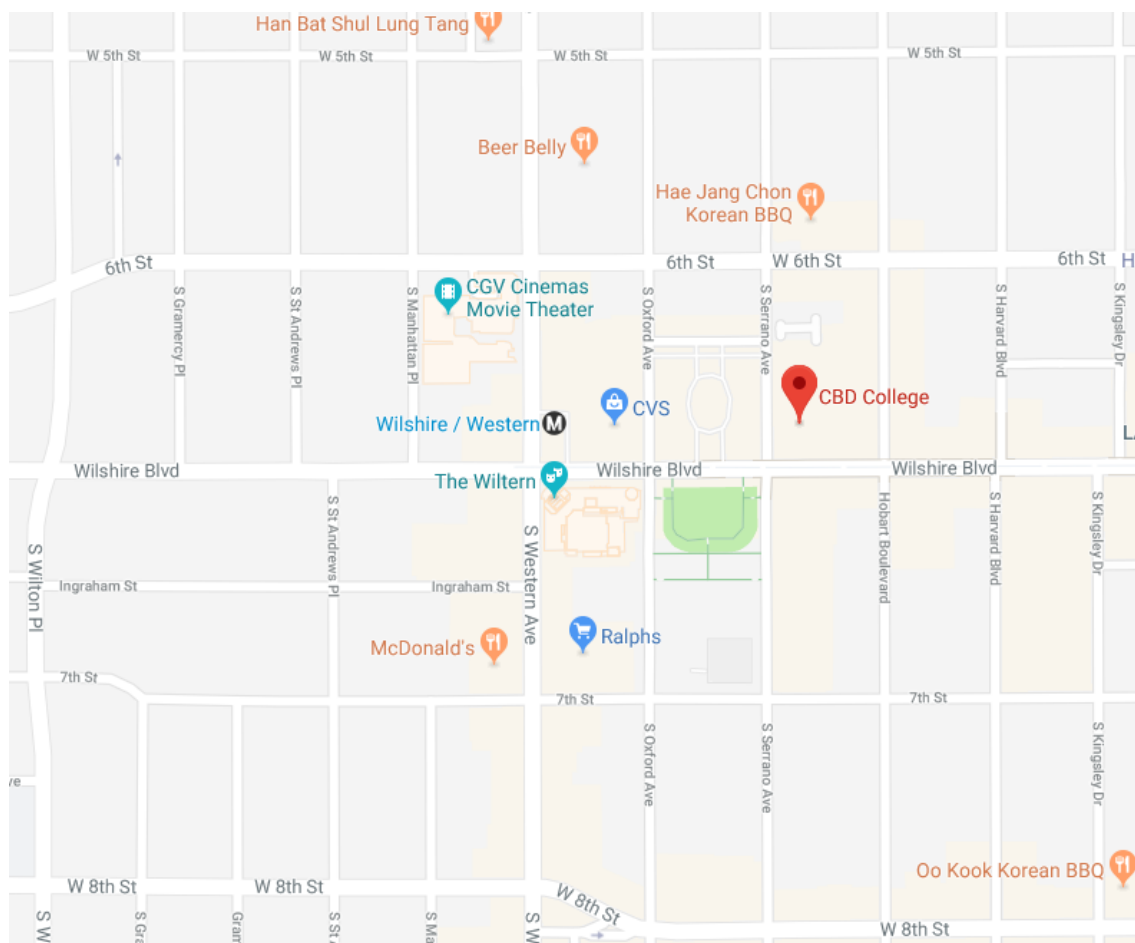 Han Bat Shul Lung Tang
W 5th St
W 5th St
W 5th St
W 5th St
Beer Belly
Hae Jang Chon
Korean BBQ
6th St
6th St
W 6th St
6th St
H
CGV Cinemas
Movie Theater
S Gramercy Pl
S St Andrews Pl
S Manhattan Pl
S Oxford Ave
S Serrano Ave
S Harvard Blvd
S Kingsley Dr
CBD College
CVS
Wilshire / Western
M
Wilshire Blvd
Wilshire Blvd
Wilshire Blvd
The Wiltern
S St Andrews Pl
S Western Ave
Hobart Boulevard
S Harvard Blvd
S Kingsley Dr
S Wilton Pl
Ingraham St
Ingraham St
McDonald's
Ralphs
7th St
7th St
7th St
S Oxford Ave
S Serrano Ave
S Kingsley Dr
Oo Kook Korean BBQ
W 8th St
W 8th St
W 8th St
W 8th St
S W
S G
Gram
S St A
S Ma
S W